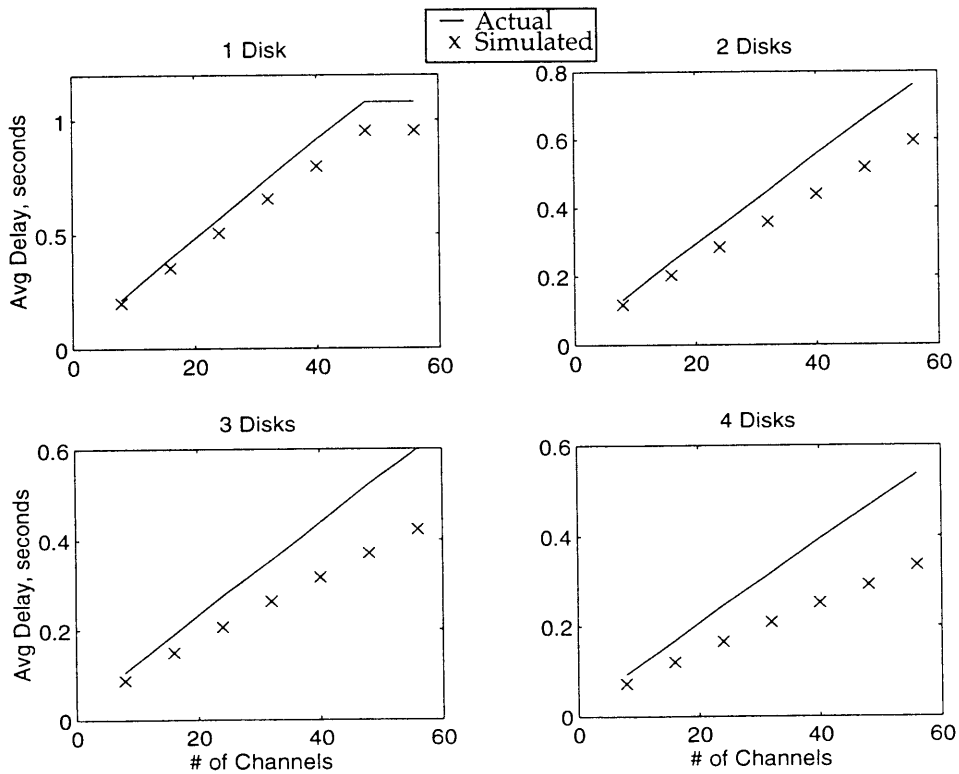 — Actual
× Simulated
1 Disk
Avg Delay, seconds
1
0.5
0
0 20 40 60
2 Disks
0.8
0.6
0.4
0.2
0
0 20 40 60
3 Disks
Avg Delay, seconds
0.6
0.4
0.2
0
0 20 40 60
# of Channels
4 Disks
0.6
0.4
0.2
0
0 20 40 60
# of Channels